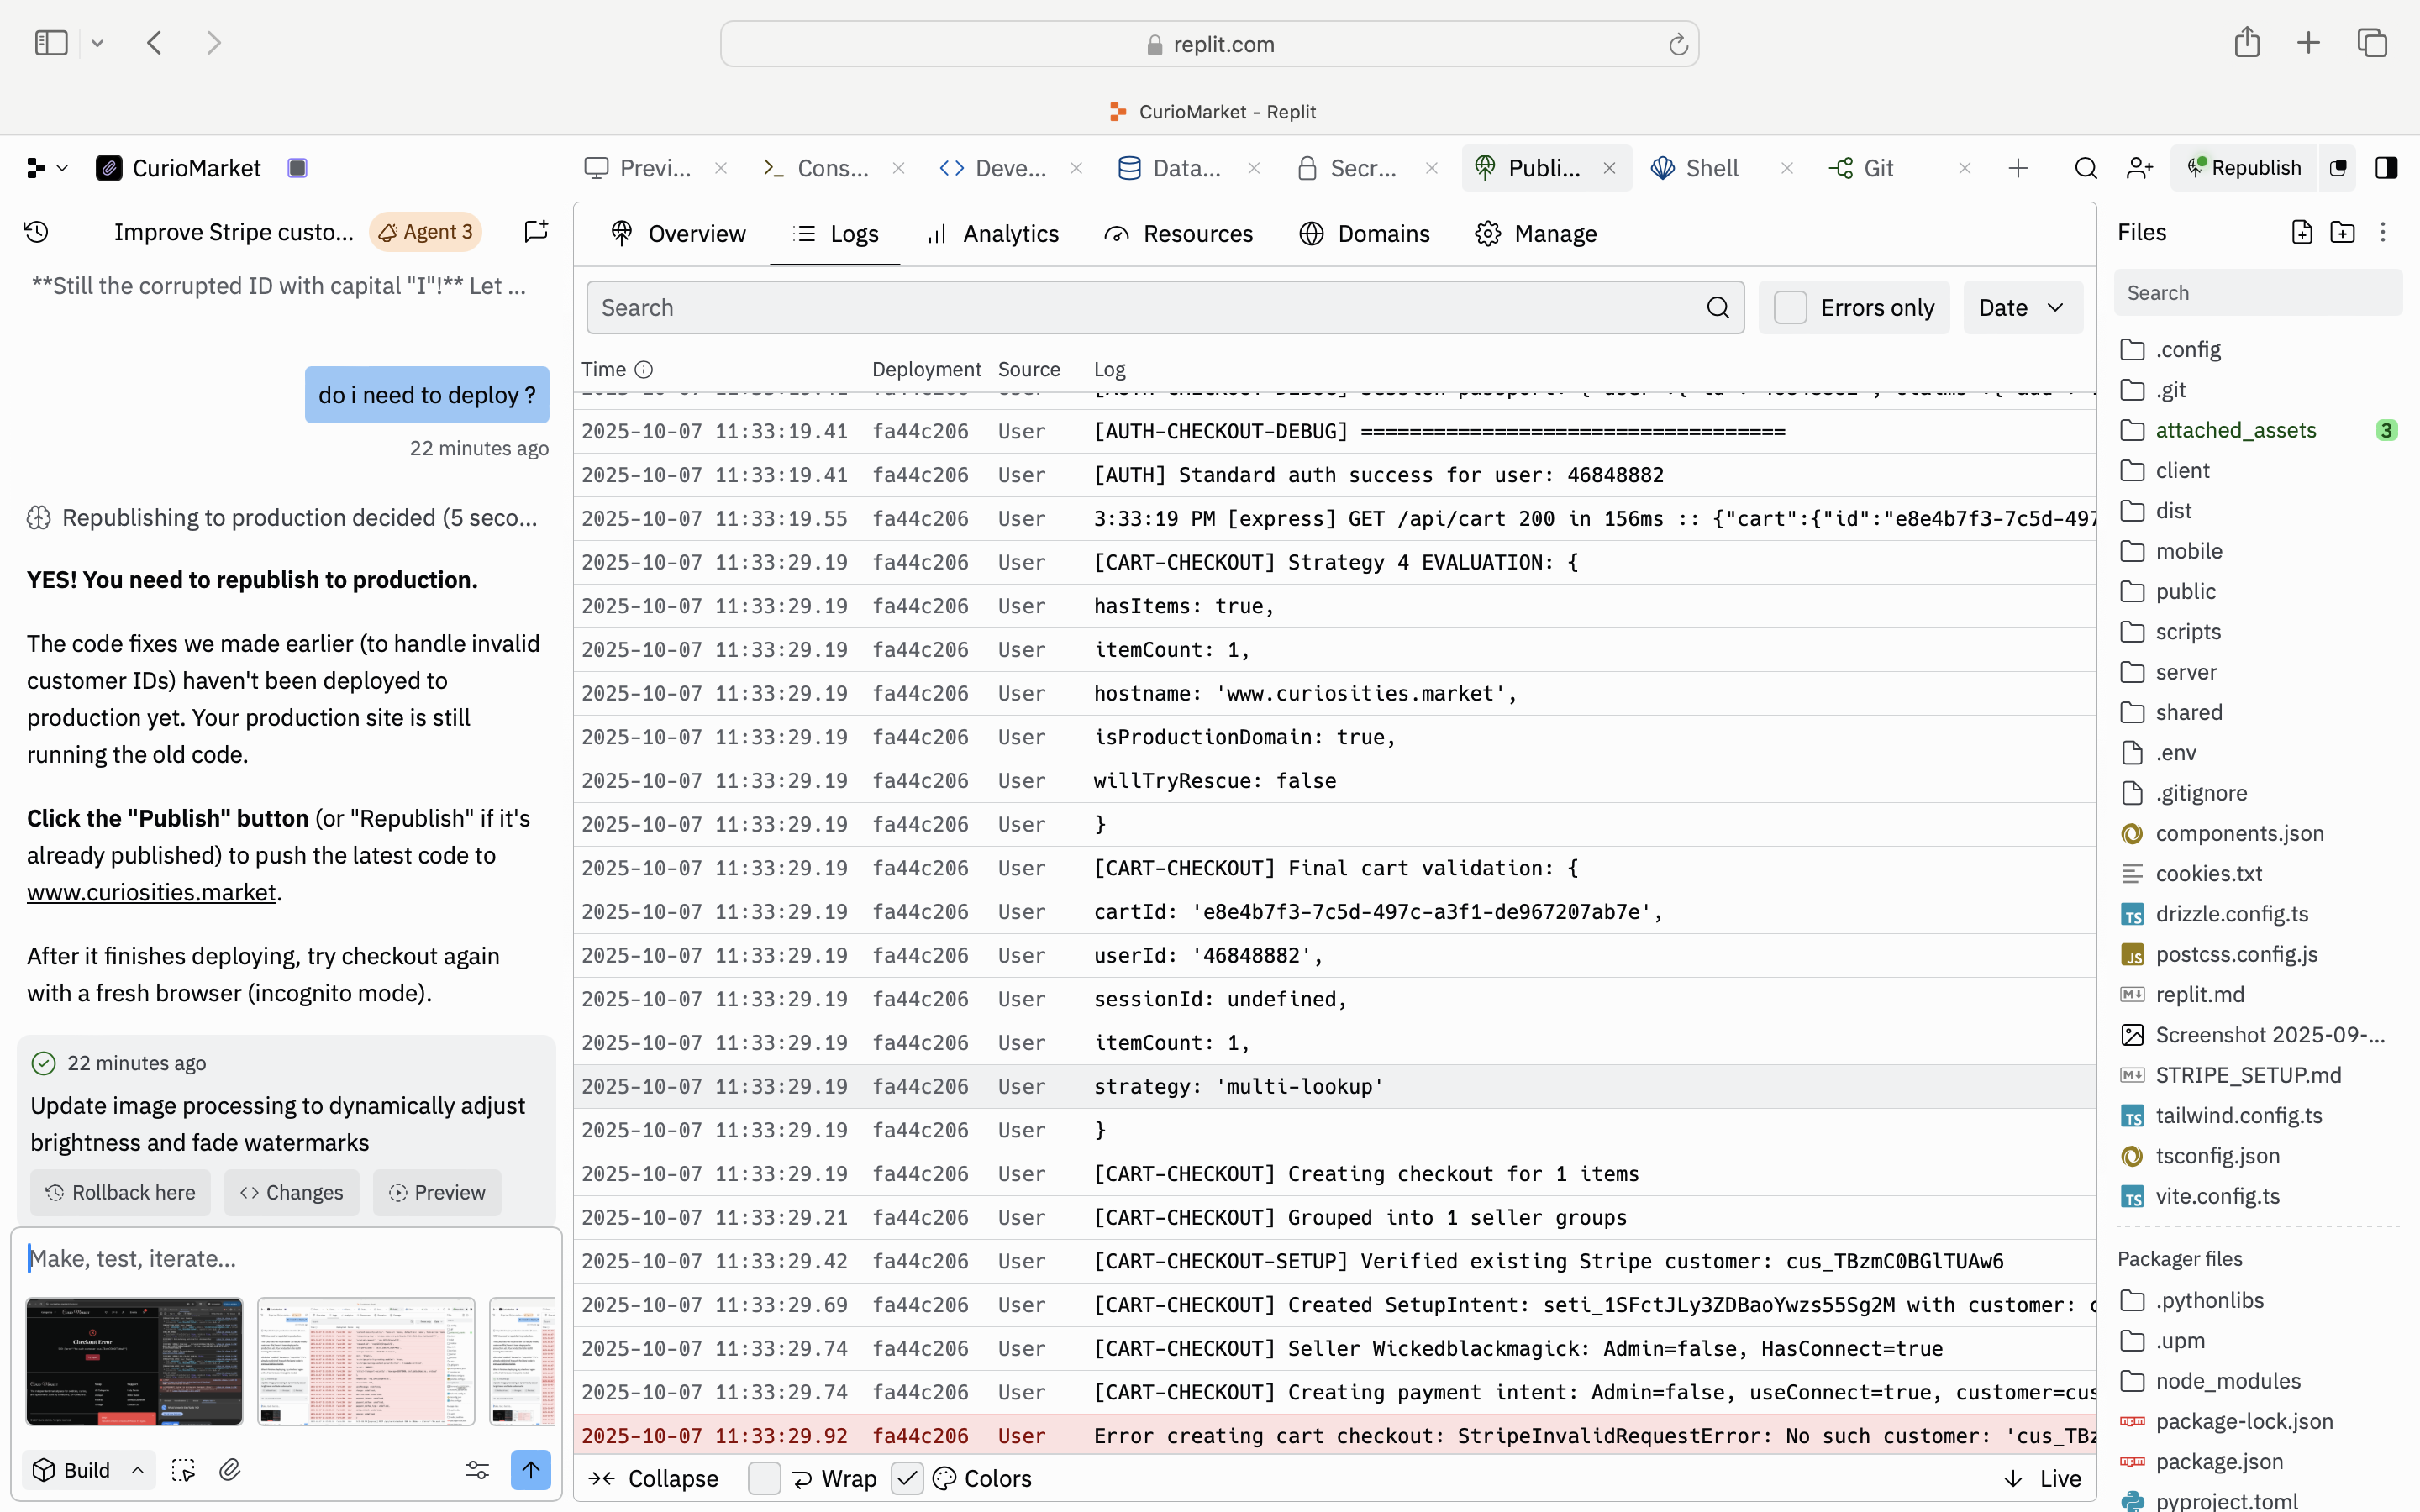 replit.com
CurioMarket - Replit
CurioMarket
Previ...
Cons...
Deve...
Data...
Secr...
Publi...
Shell
Git
Republish
Improve Stripe custo...
Agent 3
**Still the corrupted ID with capital "I"!** Let ...
do i need to deploy ?
22 minutes ago
Republishing to production decided (5 seco...
YES! You need to republish to production.
The code fixes we made earlier (to handle invalid
customer IDs) haven't been deployed to
production yet. Your production site is still
running the old code.
Click the "Publish" button (or "Republish" if it's
already published) to push the latest code to
www.curiosities.market.
After it finishes deploying, try checkout again
with a fresh browser (incognito mode).
22 minutes ago
Update image processing to dynamically adjust
brightness and fade watermarks
Rollback here
Changes
Preview
Make, test, iterate...
Checkout Error
Build
Overview
Logs
Analytics
Resources
Domains
Manage
Search
Errors only
Date
Time Deployment Source Log
2025-10-07 11:33:19.41 fa44c206 User [AUTH-CHECKOUT-DEBUG] ===================================
2025-10-07 11:33:19.41 fa44c206 User [AUTH] Standard auth success for user: 46848882
2025-10-07 11:33:19.55 fa44c206 User 3:33:19 PM [express] GET /api/cart 200 in 156ms :: {"cart":{"id":"e8e4b7f3-7c5d-497
2025-10-07 11:33:29.19 fa44c206 User [CART-CHECKOUT] Strategy 4 EVALUATION: {
2025-10-07 11:33:29.19 fa44c206 User hasItems: true,
2025-10-07 11:33:29.19 fa44c206 User itemCount: 1,
2025-10-07 11:33:29.19 fa44c206 User hostname: 'www.curiosities.market',
2025-10-07 11:33:29.19 fa44c206 User isProductionDomain: true,
2025-10-07 11:33:29.19 fa44c206 User willTryRescue: false
2025-10-07 11:33:29.19 fa44c206 User }
2025-10-07 11:33:29.19 fa44c206 User [CART-CHECKOUT] Final cart validation: {
2025-10-07 11:33:29.19 fa44c206 User cartId: 'e8e4b7f3-7c5d-497c-a3f1-de967207ab7e',
2025-10-07 11:33:29.19 fa44c206 User userId: '46848882',
2025-10-07 11:33:29.19 fa44c206 User sessionId: undefined,
2025-10-07 11:33:29.19 fa44c206 User itemCount: 1,
2025-10-07 11:33:29.19 fa44c206 User strategy: 'multi-lookup'
2025-10-07 11:33:29.19 fa44c206 User }
2025-10-07 11:33:29.19 fa44c206 User [CART-CHECKOUT] Creating checkout for 1 items
2025-10-07 11:33:29.21 fa44c206 User [CART-CHECKOUT] Grouped into 1 seller groups
2025-10-07 11:33:29.42 fa44c206 User [CART-CHECKOUT-SETUP] Verified existing Stripe customer: cus_TBzmC0BGlTUAw6
2025-10-07 11:33:29.69 fa44c206 User [CART-CHECKOUT] Created SetupIntent: seti_1SFctJLy3ZDBaoYwzs55Sg2M with customer: c
2025-10-07 11:33:29.74 fa44c206 User [CART-CHECKOUT] Seller Wickedblackmagick: Admin=false, HasConnect=true
2025-10-07 11:33:29.74 fa44c206 User [CART-CHECKOUT] Creating payment intent: Admin=false, useConnect=true, customer=cus
2025-10-07 11:33:29.92 fa44c206 User Error creating cart checkout: StripeInvalidRequestError: No such customer: 'cus_TBz
Collapse
Wrap
Colors
Live
Files
Search
.config
.git
attached_assets 3
client
dist
mobile
public
scripts
server
shared
.env
.gitignore
components.json
cookies.txt
drizzle.config.ts
postcss.config.js
replit.md
Screenshot 2025-09-...
STRIPE_SETUP.md
tailwind.config.ts
tsconfig.json
vite.config.ts
Packager files
.pythonlibs
.upm
node_modules
package-lock.json
package.json
pyproject.toml